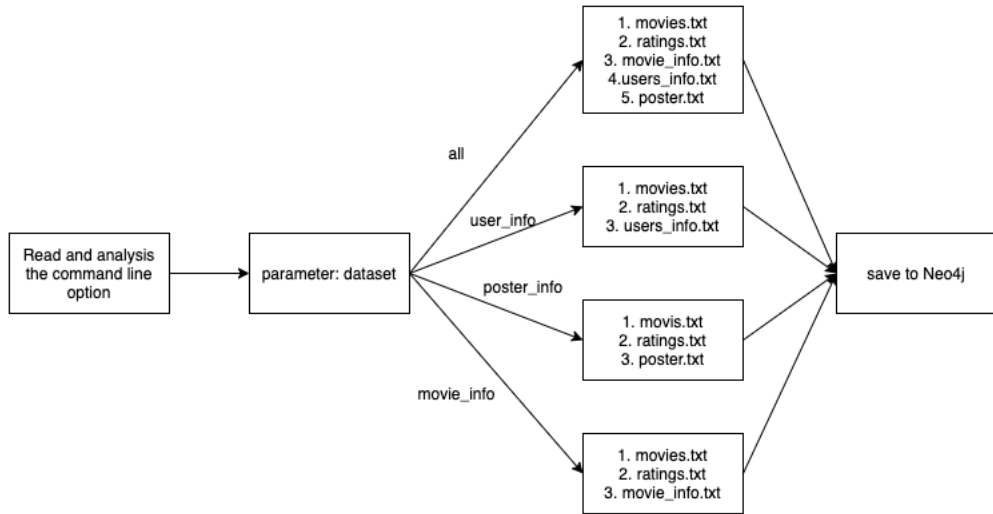 Read and analysis
the command line
option
parameter: dataset
all
user_info
poster_info
movie_info
1. movies.txt
2. ratings.txt
3. movie_info.txt
4.users_info.txt
5. poster.txt
1. movies.txt
2. ratings.txt
3. users_info.txt
1. movis.txt
2. ratings.txt
3. poster.txt
1. movies.txt
2. ratings.txt
3. movie_info.txt
save to Neo4j